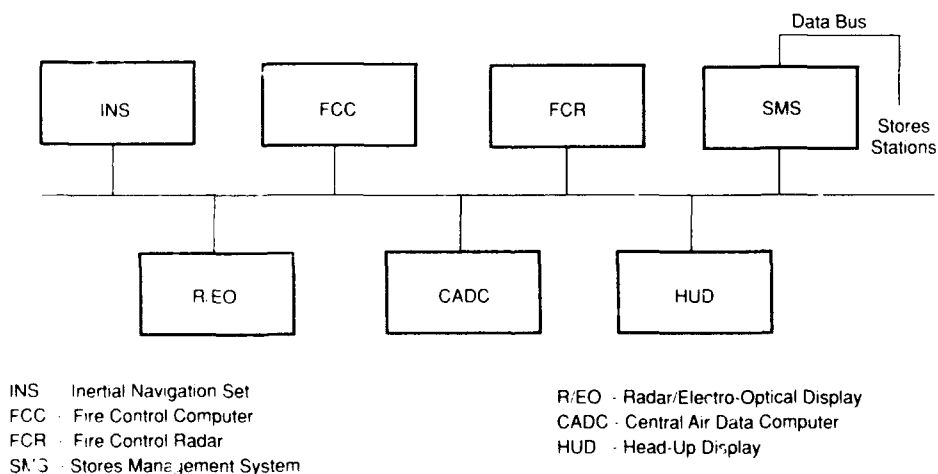 Data Bus
INS
FCC
FCR
SMS
Stores
Stations
R/EO
CADC
HUD
INS Inertial Navigation Set
FCC - Fire Control Computer
FCR - Fire Control Radar
SMS - Stores Management System
R/EO - Radar/Electro-Optical Display
CADC - Central Air Data Computer
HUD - Head-Up Display